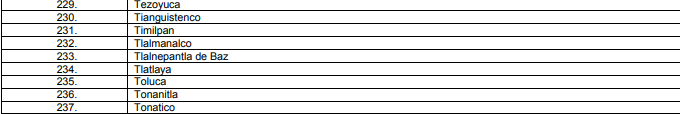 229. Tezoyuca
230. Tianguistenco
231. Timilpan
232. Tlalmanalco
233. Tlalnepantla de Baz
234. Tlatlaya
235. Toluca
236. Tonanitla
237. Tonatico